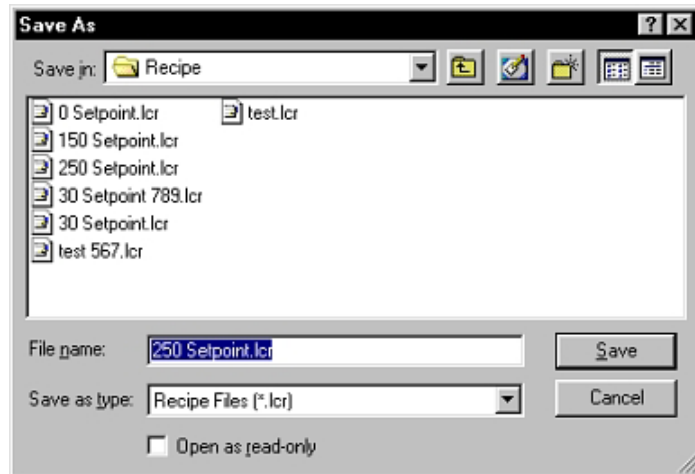 Save As
Save in: Recipe
0 Setpoint.lcr
150 Setpoint.lcr
250 Setpoint.lcr
30 Setpoint 789.lcr
30 Setpoint.lcr
test 567.lcr
test.lcr
File name: 250 Setpoint.lcr Save
Save as type: Recipe Files (*.lcr) Cancel
Open as read-only